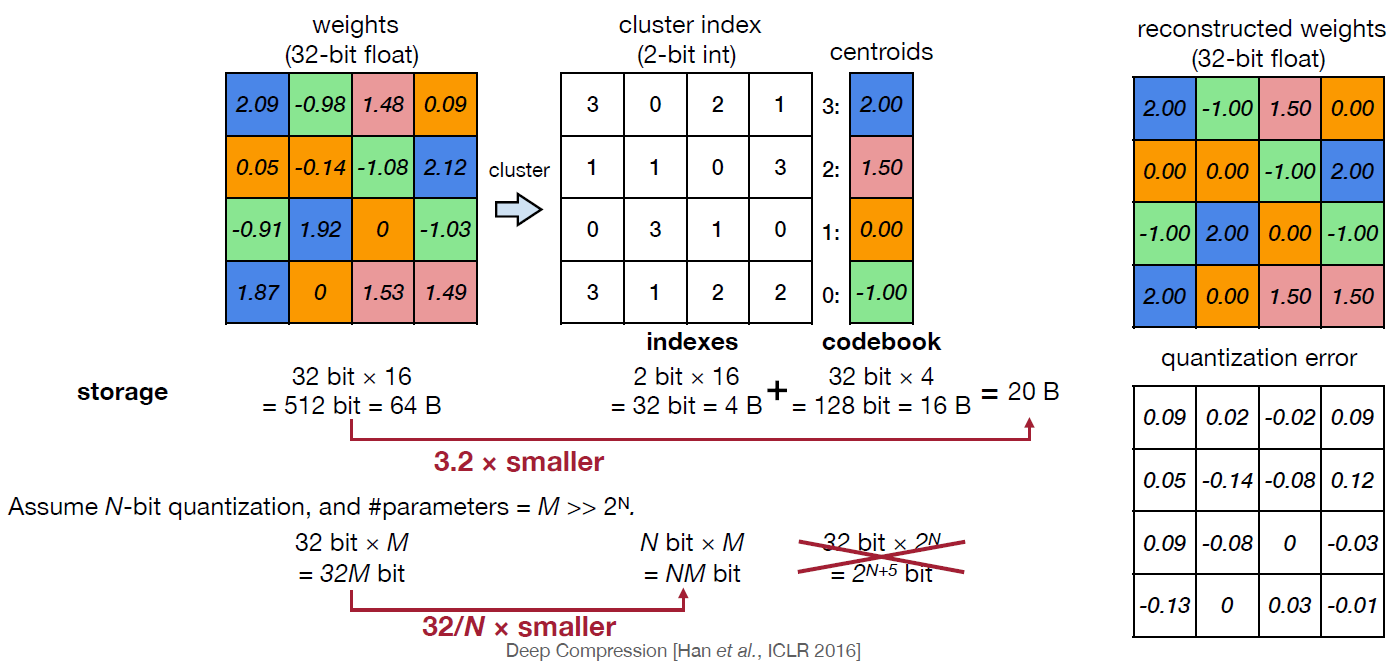 weights
(32-bit float)
cluster index
(2-bit int)
centroids
reconstructed weights
(32-bit float)
2.09 -0.98 1.48 0.09
0.05 -0.14 -1.08 2.12
-0.91 1.92 0 -1.03
1.87 0 1.53 1.49
cluster
3 0 2 1
1 1 0 3
0 3 1 0
3 1 2 2
3: 2.00
2: 1.50
1: 0.00
0: -1.00
2.00 -1.00 1.50 0.00
0.00 0.00 -1.00 2.00
-1.00 2.00 0.00 -1.00
2.00 0.00 1.50 1.50
indexes
codebook
storage
32 bit × 16
= 512 bit = 64 B
2 bit × 16
= 32 bit = 4 B
+
32 bit × 4
= 128 bit = 16 B
= 20 B
3.2 × smaller
quantization error
0.09 0.02 -0.02 0.09
0.05 -0.14 -0.08 0.12
0.09 -0.08 0 -0.03
-0.13 0 0.03 -0.01
Assume N-bit quantization, and #parameters = M >> 2ᴺ.
32 bit × M
= 32M bit
N bit × M
= NM bit
32 bit × 2ᴺ
= 2ᴺ⁺⁵ bit
32/N × smaller
Deep Compression [Han et al., ICLR 2016]